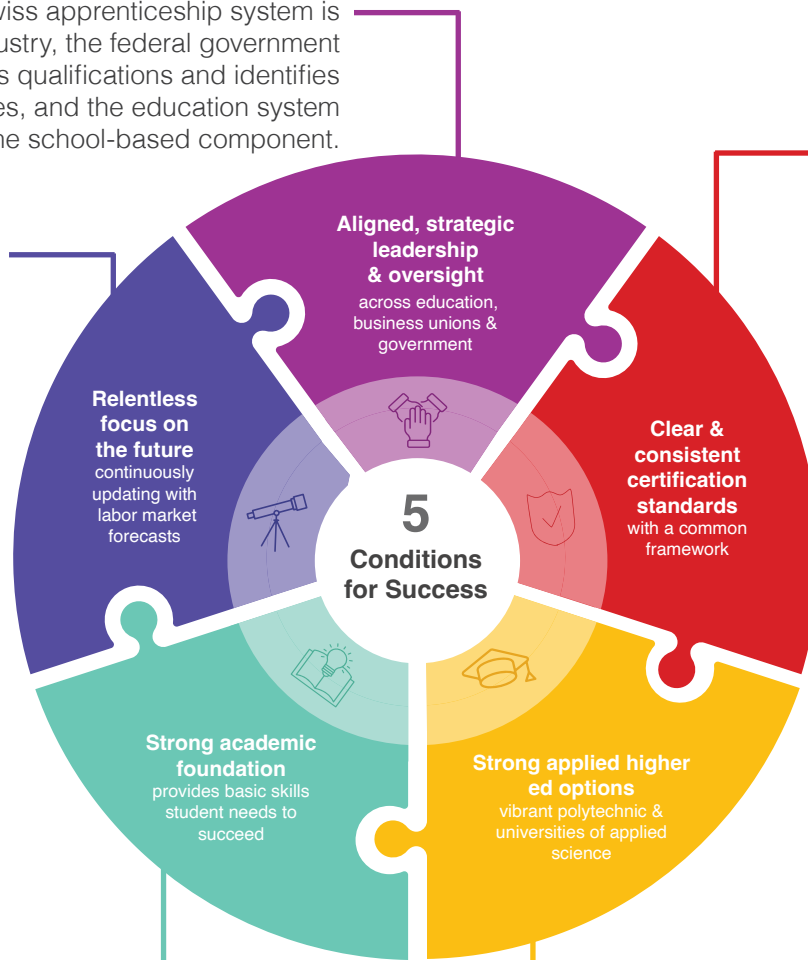 wiss apprenticeship system is
ustry, the federal government
s qualifications and identifies
es, and the education system
ne school-based component.
Aligned, strategic
leadership
& oversight
across education,
business unions &
government
Relentless
focus on
the future
continuously
updating with
labor market
forecasts
Clear &
consistent
certification
standards
with a common
framework
5
Conditions
for Success
Strong academic
foundation
provides basic skills
student needs to
succeed
Strong applied higher
ed options
vibrant polytechnic &
universities of applied
science